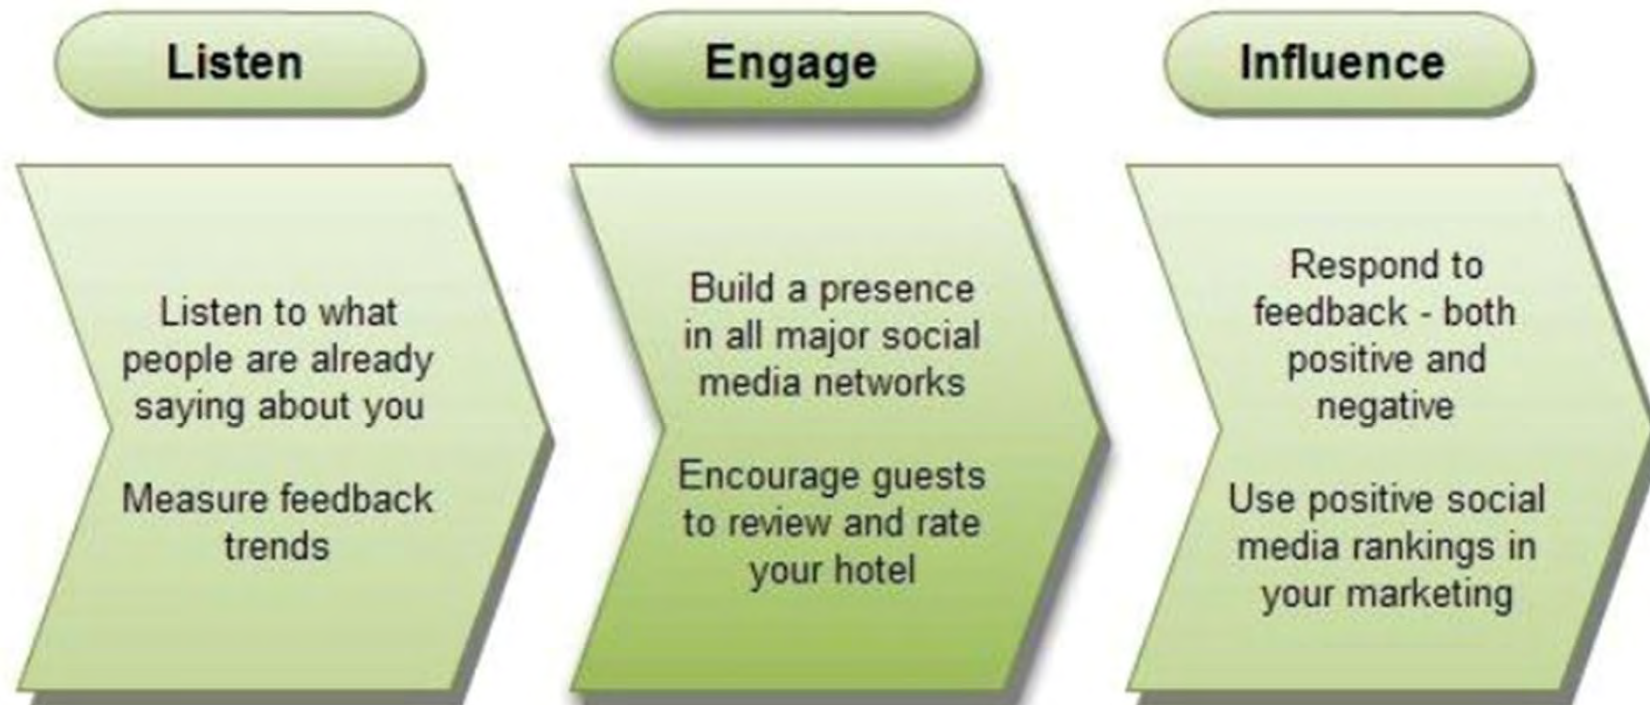 Listen
Engage
Influence
Listen to what
people are already
saying about you
Measure feedback
trends
Build a presence
in all major social
media networks
Encourage guests
to review and rate
your hotel
Respond to
feedback - both
positive and
negative
Use positive social
media rankings in
your marketing